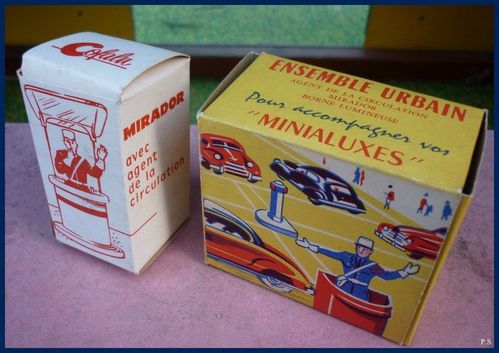 Cofalu
MIRADOR
avec
agent
de la
circulation
ENSEMBLE URBAIN
AGENT DE LA CIRCULATION
MIRADOR
BORNE LUMINEUSE
Pour accompagner vos
"MINIALUXES"
P.S